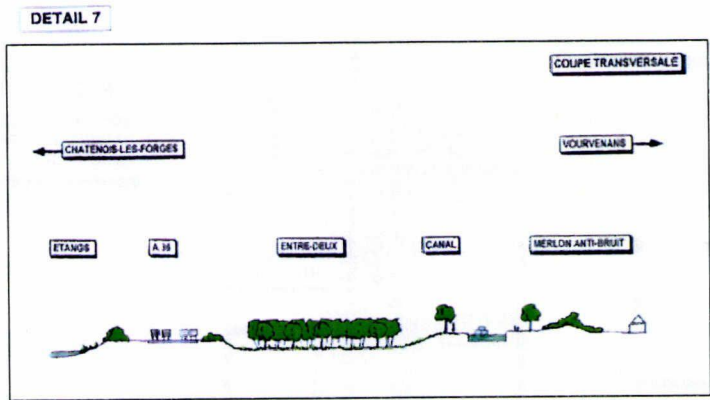 DETAIL 7
COUPE TRANSVERSALE
CHATENOIS-LES-FORGES
VOURVENANS
ETANGS
A 36
ENTRE-DEUX
CANAL
MERLON ANTI-BRUIT